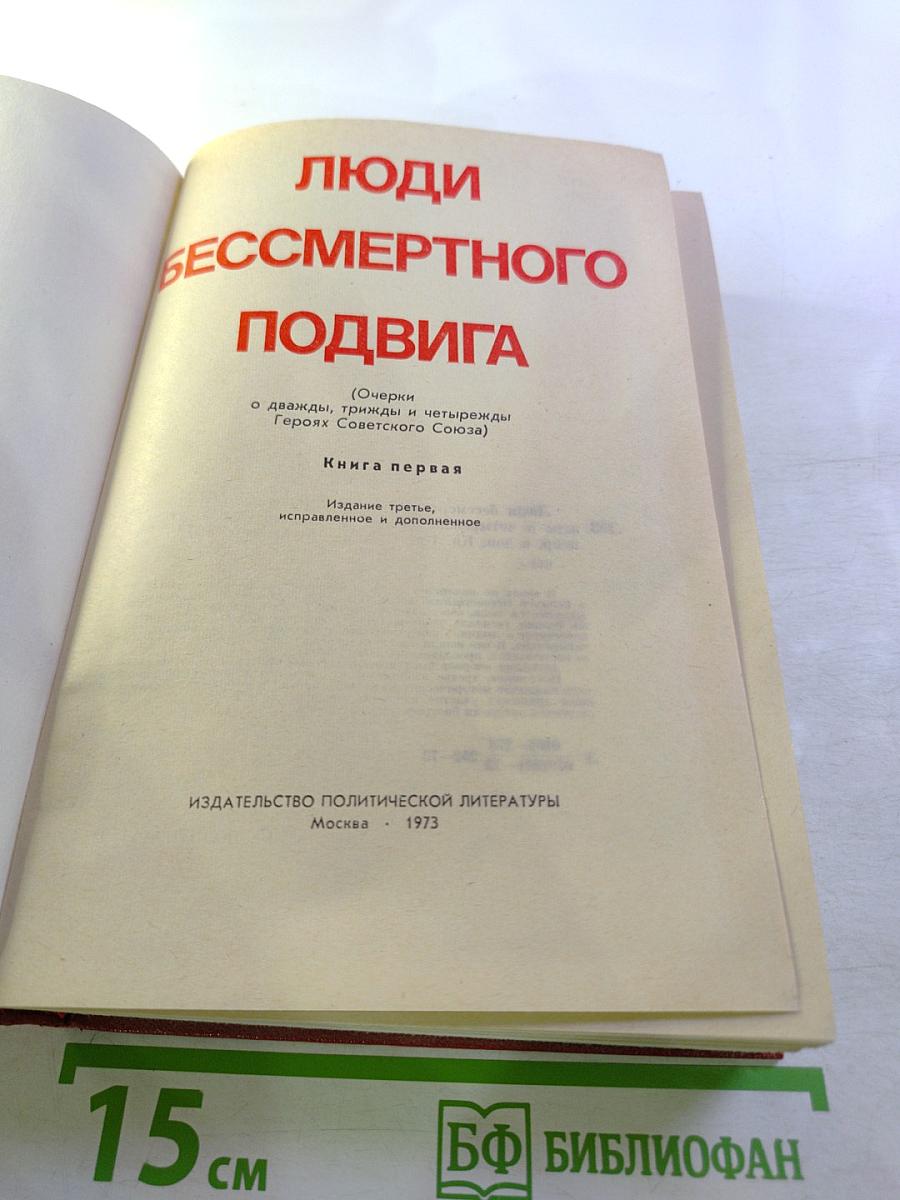 ЛЮДИ
БЕССМЕРТНОГО
ПОДВИГА
(Очерки
о дважды, трижды и четырежды
Героях Советского Союза)
Книга первая
Издание третье,
исправленное и дополненное
ИЗДАТЕЛЬСТВО ПОЛИТИЧЕСКОЙ ЛИТЕРАТУРЫ
Москва · 1973
15 см
БФ БИБЛИОФАН